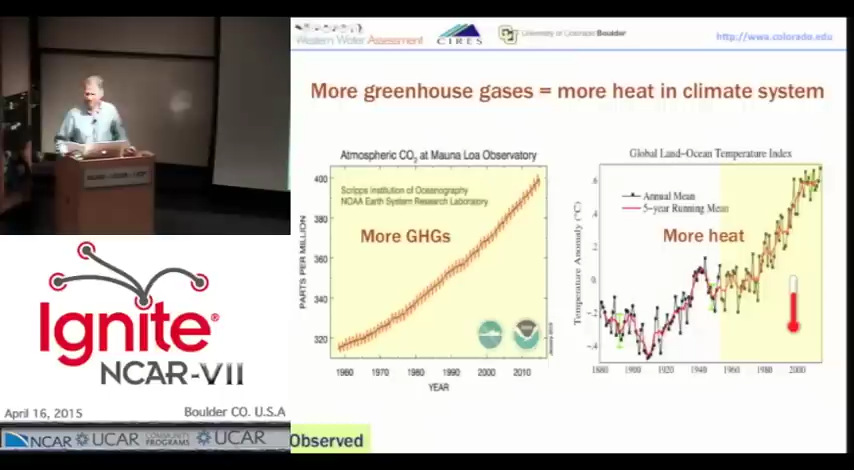 Western Water Assessment
CIRES
University of Colorado Boulder
http://wwa.colorado.edu
More greenhouse gases = more heat in climate system
Atmospheric CO2 at Mauna Loa Observatory
Scripps Institution of Oceanography
NOAA Earth System Research Laboratory
More GHGs
PARTS PER MILLION
400
380
360
340
320
1960
1970
1980
1990
2000
2010
YEAR
Global Land-Ocean Temperature Index
Annual Mean
5-year Running Mean
More heat
Temperature Anomaly (°C)
.6
.4
.2
0.
-.2
-.4
1880
1900
1920
1940
1960
1980
2000
Observed
Ignite®
NCAR-VII
April 16, 2015
Boulder CO. U.S.A
NCAR
UCAR
COMMUNITY
PROGRAMS
UCAR